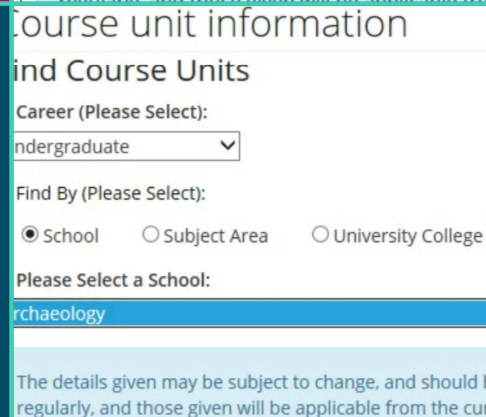 ourse unit information
ind Course Units
Career (Please Select):
ndergraduate
Find By (Please Select):
School Subject Area University College
Please Select a School:
rchaeology
The details given may be subject to change, and should
regularly, and those given will be applicable from the